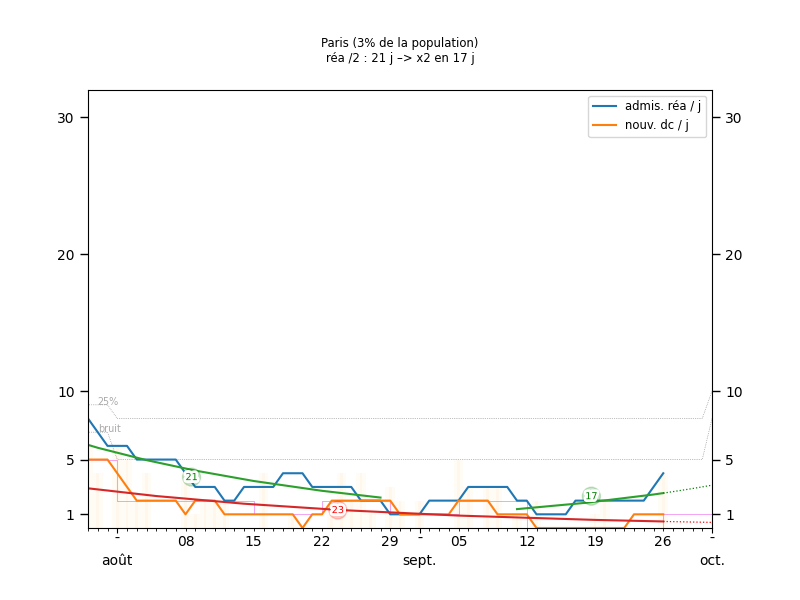 Paris (3% de la population)
réa /2 : 21 j –> x2 en 17 j
admis. réa / j
nouv. dc / j
30 30
20 20
10 10
25%
bruit
5 5
21
17
23
1 1
- 08 15 22 29 - 05 12 19 26 -
août sept. oct.